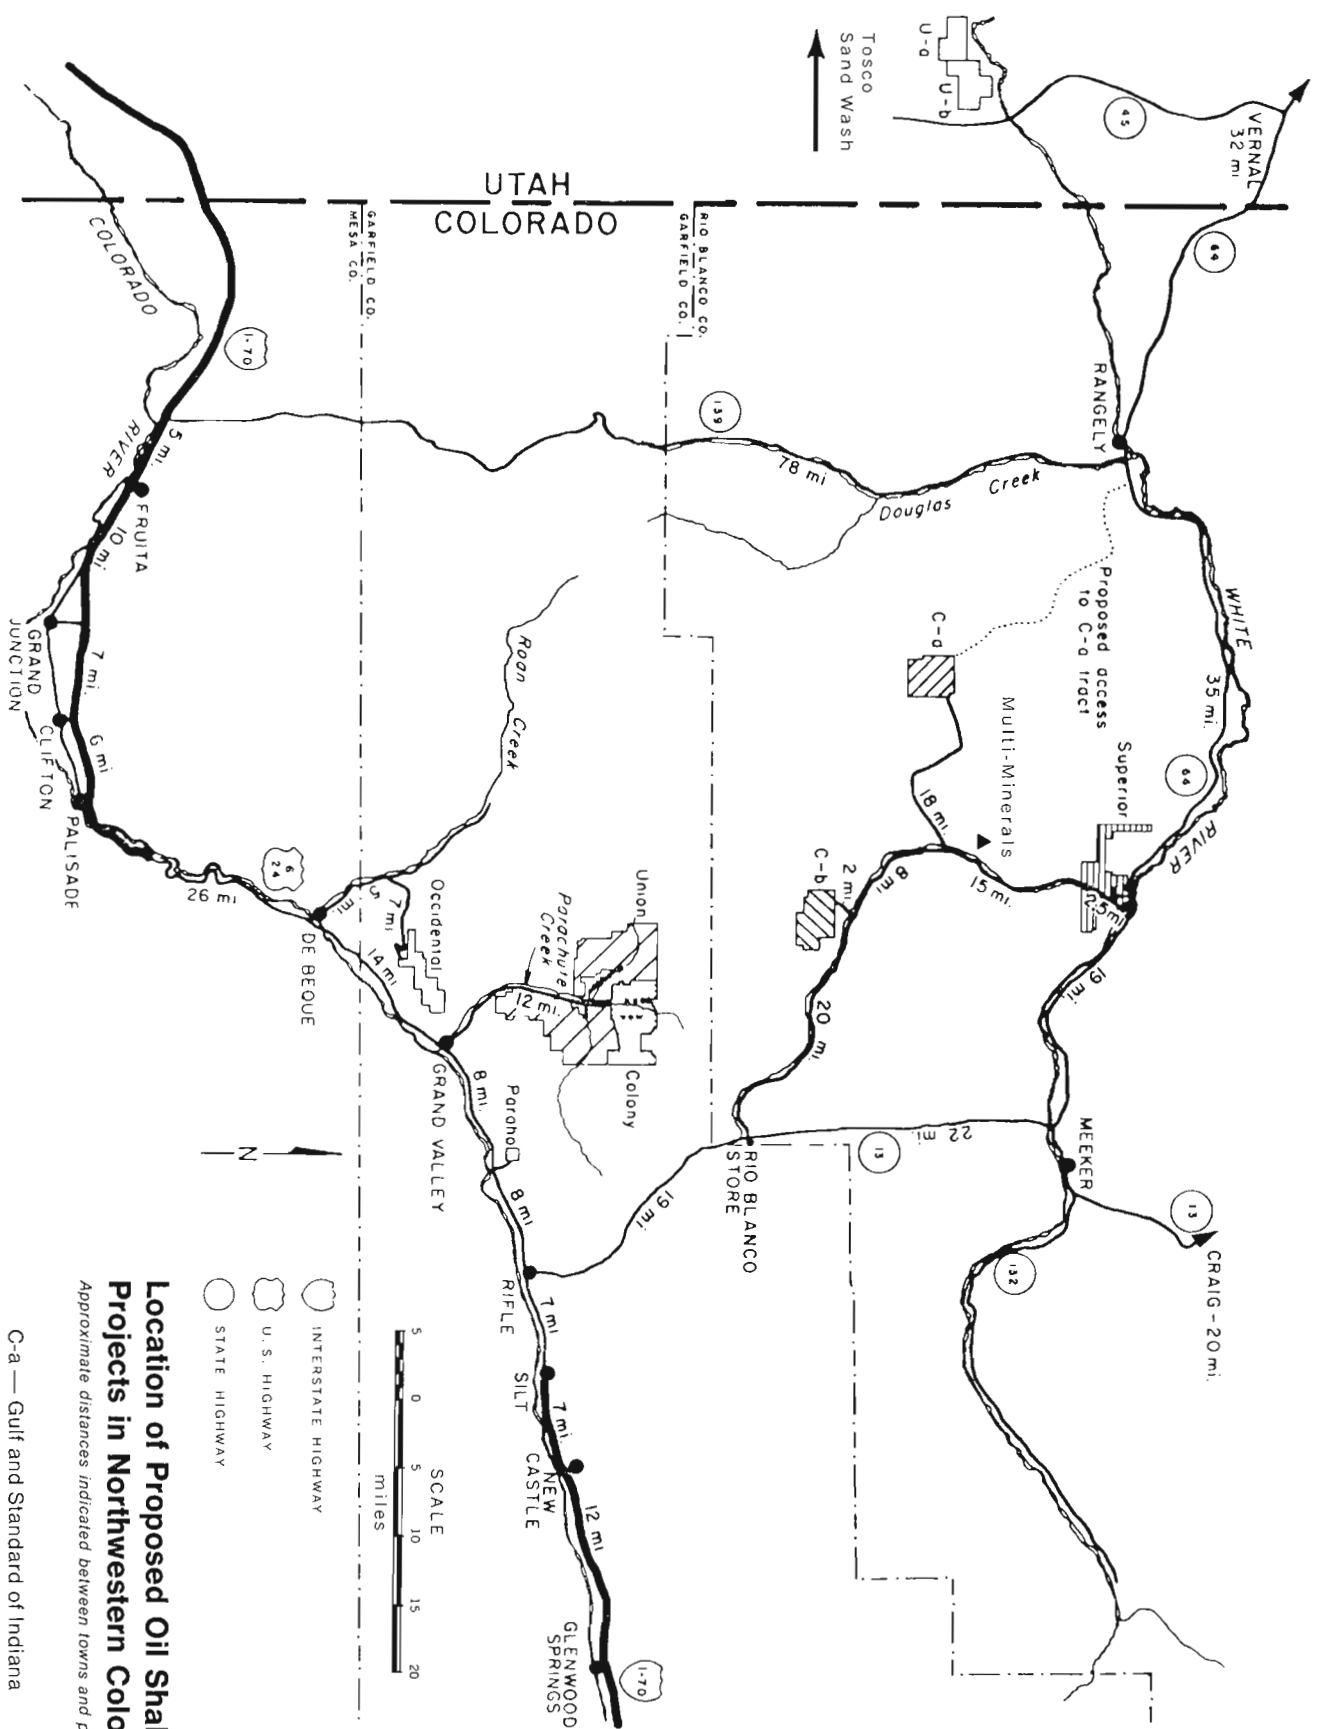 VERNAL
32 mi
45
64
U-a
U-b
Tosco
Sand Wash
UTAH
COLORADO
RIO BLANCO CO.
GARFIELD CO.
GARFIELD CO.
MESA CO.
COLORADO
RIVER
I-70
RANGELY
139
78 mi
Douglas
Creek
WHITE
RIVER
35 mi.
64
Proposed access
to C-a tract
C-a
Multi-Minerals
Superior
18 mi.
15 mi.
2.5mi
8 mi
2 mi
C-b
20 mi.
19 mi
MEEKER
13
CRAIG - 20 mi.
132
22 mi
13
RIO BLANCO
STORE
19 mi
5 mi.
FRUITA
10 mi
GRAND
JUNCTION
7 mi.
CLIFTON
6 mi
PALISADE
26 mi
6
24
DE BEQUE
Roan
Creek
5 mi
7 mi
Occidental
14 mi
Union
Parachute
Creek
12 mi.
Colony
GRAND VALLEY
8 mi.
Paraho
8 mi
RIFLE
7 mi
SILT
7 mi.
NEW
CASTLE
12 mi
GLENWOOD
SPRINGS
I-70
N
SCALE
5 0 5 10 15 20
miles
INTERSTATE HIGHWAY
U.S. HIGHWAY
STATE HIGHWAY
Location of Proposed Oil Shal
Projects in Northwestern Colo
Approximate distances indicated between towns and p
C-a — Gulf and Standard of Indiana